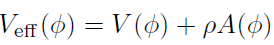 V_eff(ϕ) = V(ϕ) + ρA(ϕ)